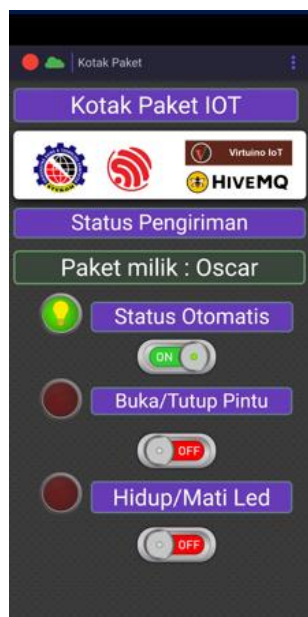 Kotak Paket
Kotak Paket IOT
Virtuino IoT
HIVEMQ
Status Pengiriman
Paket milik : Oscar
Status Otomatis
ON
Buka/Tutup Pintu
OFF
Hidup/Mati Led
OFF